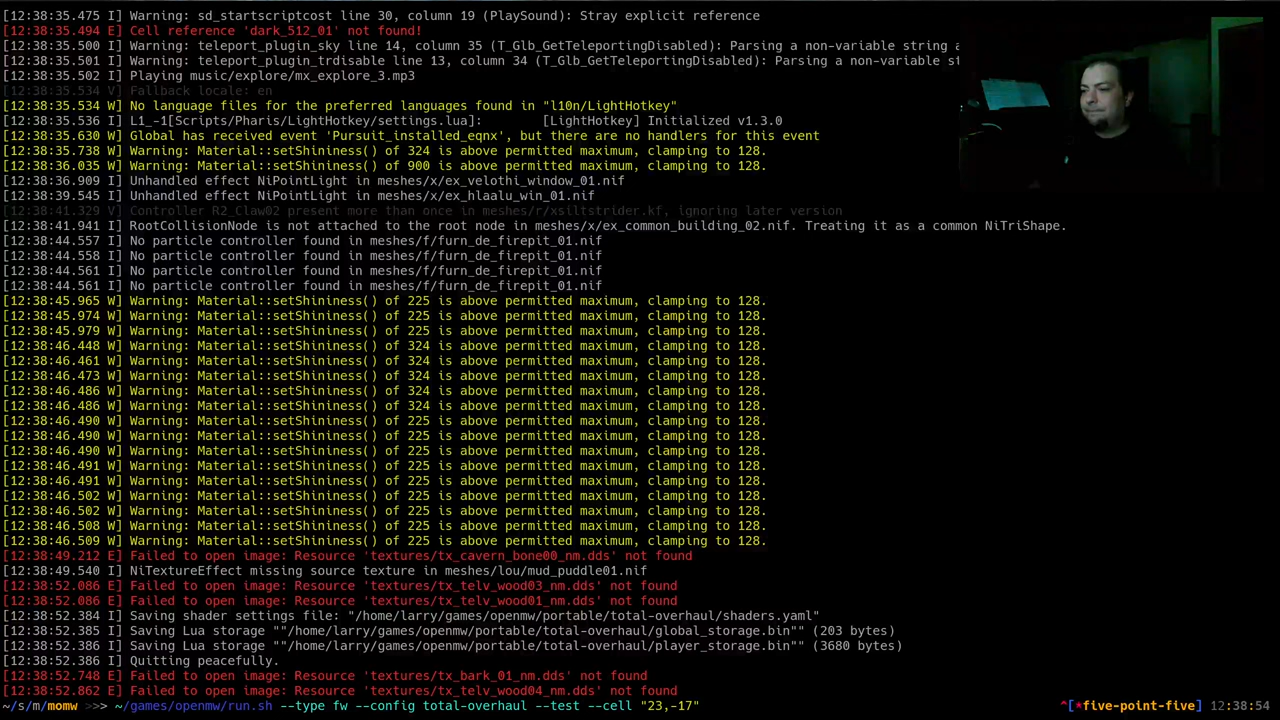 [12:38:35.475 I] Warning: sd_startscriptcost line 30, column 19 (PlaySound): Stray explicit reference
[12:38:35.494 E] Cell reference 'dark_512_01' not found!
[12:38:35.500 I] Warning: teleport_plugin_sky line 14, column 35 (T_Glb_GetTeleportingDisabled): Parsing a non-variable string a
[12:38:35.501 I] Warning: teleport_plugin_trdisable line 13, column 34 (T_Glb_GetTeleportingDisabled): Parsing a non-variable st
[12:38:35.502 I] Playing music/explore/mx_explore_3.mp3
[12:38:35.534 V] Fallback locale: en
[12:38:35.534 W] No language files for the preferred languages found in "l10n/LightHotkey"
[12:38:35.536 I] L1_-1[Scripts/Pharis/LightHotkey/settings.lua]:        [LightHotkey] Initialized v1.3.0
[12:38:35.630 W] Global has received event 'Pursuit_installed_eqnx', but there are no handlers for this event
[12:38:35.738 W] Warning: Material::setShininess() of 324 is above permitted maximum, clamping to 128.
[12:38:36.035 W] Warning: Material::setShininess() of 900 is above permitted maximum, clamping to 128.
[12:38:36.909 I] Unhandled effect NiPointLight in meshes/x/ex_velothi_window_01.nif
[12:38:39.545 I] Unhandled effect NiPointLight in meshes/x/ex_hlaalu_win_01.nif
[12:38:41.329 V] Controller R2_Claw02 present more than once in meshes/r/xsiltstrider.kf, ignoring later version
[12:38:41.941 I] RootCollisionNode is not attached to the root node in meshes/x/ex_common_building_02.nif. Treating it as a common NiTriShape.
[12:38:44.557 I] No particle controller found in meshes/f/furn_de_firepit_01.nif
[12:38:44.558 I] No particle controller found in meshes/f/furn_de_firepit_01.nif
[12:38:44.561 I] No particle controller found in meshes/f/furn_de_firepit_01.nif
[12:38:44.561 I] No particle controller found in meshes/f/furn_de_firepit_01.nif
[12:38:45.965 W] Warning: Material::setShininess() of 225 is above permitted maximum, clamping to 128.
[12:38:45.974 W] Warning: Material::setShininess() of 225 is above permitted maximum, clamping to 128.
[12:38:45.979 W] Warning: Material::setShininess() of 225 is above permitted maximum, clamping to 128.
[12:38:46.448 W] Warning: Material::setShininess() of 324 is above permitted maximum, clamping to 128.
[12:38:46.461 W] Warning: Material::setShininess() of 324 is above permitted maximum, clamping to 128.
[12:38:46.473 W] Warning: Material::setShininess() of 324 is above permitted maximum, clamping to 128.
[12:38:46.486 W] Warning: Material::setShininess() of 324 is above permitted maximum, clamping to 128.
[12:38:46.486 W] Warning: Material::setShininess() of 324 is above permitted maximum, clamping to 128.
[12:38:46.490 W] Warning: Material::setShininess() of 225 is above permitted maximum, clamping to 128.
[12:38:46.490 W] Warning: Material::setShininess() of 225 is above permitted maximum, clamping to 128.
[12:38:46.490 W] Warning: Material::setShininess() of 225 is above permitted maximum, clamping to 128.
[12:38:46.491 W] Warning: Material::setShininess() of 225 is above permitted maximum, clamping to 128.
[12:38:46.491 W] Warning: Material::setShininess() of 225 is above permitted maximum, clamping to 128.
[12:38:46.502 W] Warning: Material::setShininess() of 225 is above permitted maximum, clamping to 128.
[12:38:46.502 W] Warning: Material::setShininess() of 225 is above permitted maximum, clamping to 128.
[12:38:46.508 W] Warning: Material::setShininess() of 225 is above permitted maximum, clamping to 128.
[12:38:46.509 W] Warning: Material::setShininess() of 225 is above permitted maximum, clamping to 128.
[12:38:49.212 E] Failed to open image: Resource 'textures/tx_cavern_bone00_nm.dds' not found
[12:38:49.540 I] NiTextureEffect missing source texture in meshes/lou/mud_puddle01.nif
[12:38:52.086 E] Failed to open image: Resource 'textures/tx_telv_wood03_nm.dds' not found
[12:38:52.086 E] Failed to open image: Resource 'textures/tx_telv_wood01_nm.dds' not found
[12:38:52.384 I] Saving shader settings file: "/home/larry/games/openmw/portable/total-overhaul/shaders.yaml"
[12:38:52.385 I] Saving Lua storage ""/home/larry/games/openmw/portable/total-overhaul/global_storage.bin"" (203 bytes)
[12:38:52.386 I] Saving Lua storage ""/home/larry/games/openmw/portable/total-overhaul/player_storage.bin"" (3680 bytes)
[12:38:52.386 I] Quitting peacefully.
[12:38:52.748 E] Failed to open image: Resource 'textures/tx_bark_01_nm.dds' not found
[12:38:52.862 E] Failed to open image: Resource 'textures/tx_telv_wood04_nm.dds' not found
~/s/m/momw >>> ~/games/openmw/run.sh --type fw --config total-overhaul --test --cell "23,-17" ^[*five-point-five] 12:38:54